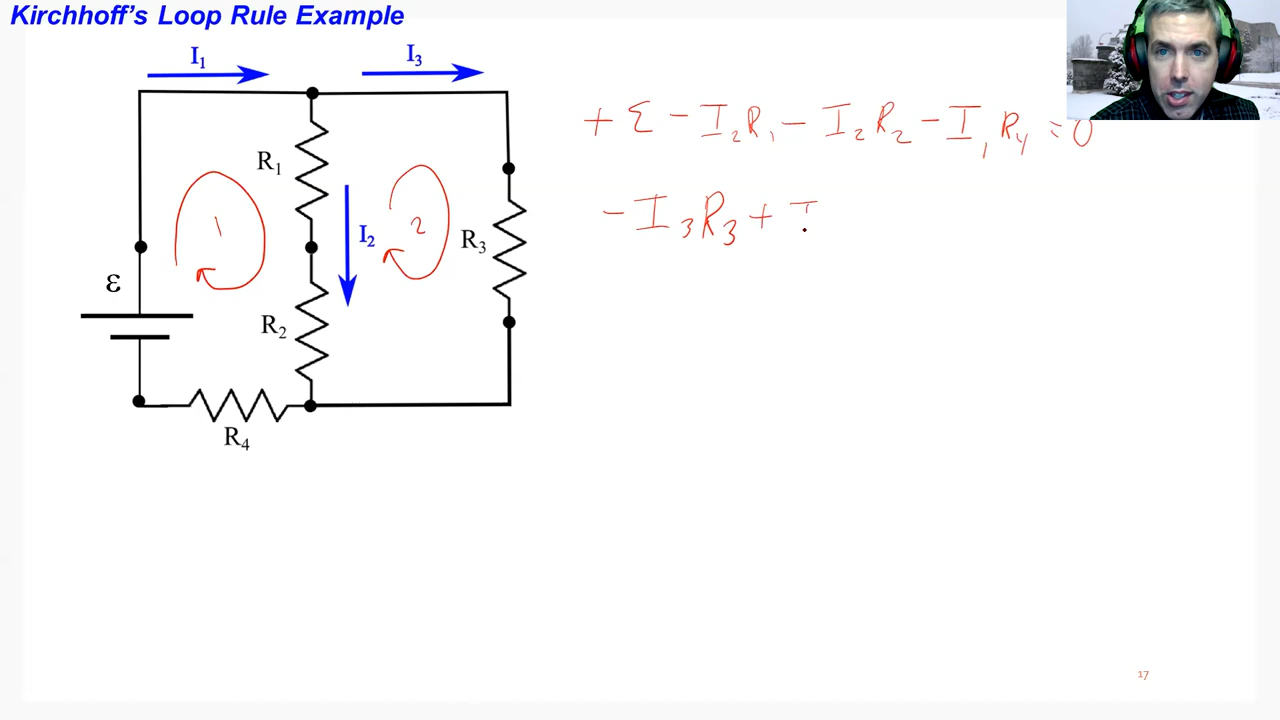 Kirchhoff's Loop Rule Example
I₁
I₃
+ Ɛ - I₂R₁ - I₂R₂ - I₁R₄ = 0
R₁
1
2
I₂
R₃
- I₃R₃ + I
ε
R₂
R₄
17